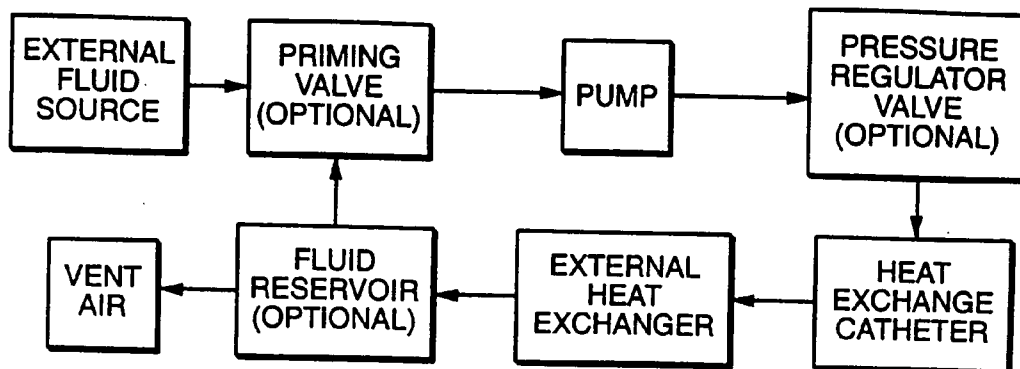 EXTERNAL
FLUID
SOURCE
PRIMING
VALVE
(OPTIONAL)
PUMP
PRESSURE
REGULATOR
VALVE
(OPTIONAL)
VENT
AIR
FLUID
RESERVOIR
(OPTIONAL)
EXTERNAL
HEAT
EXCHANGER
HEAT
EXCHANGE
CATHETER